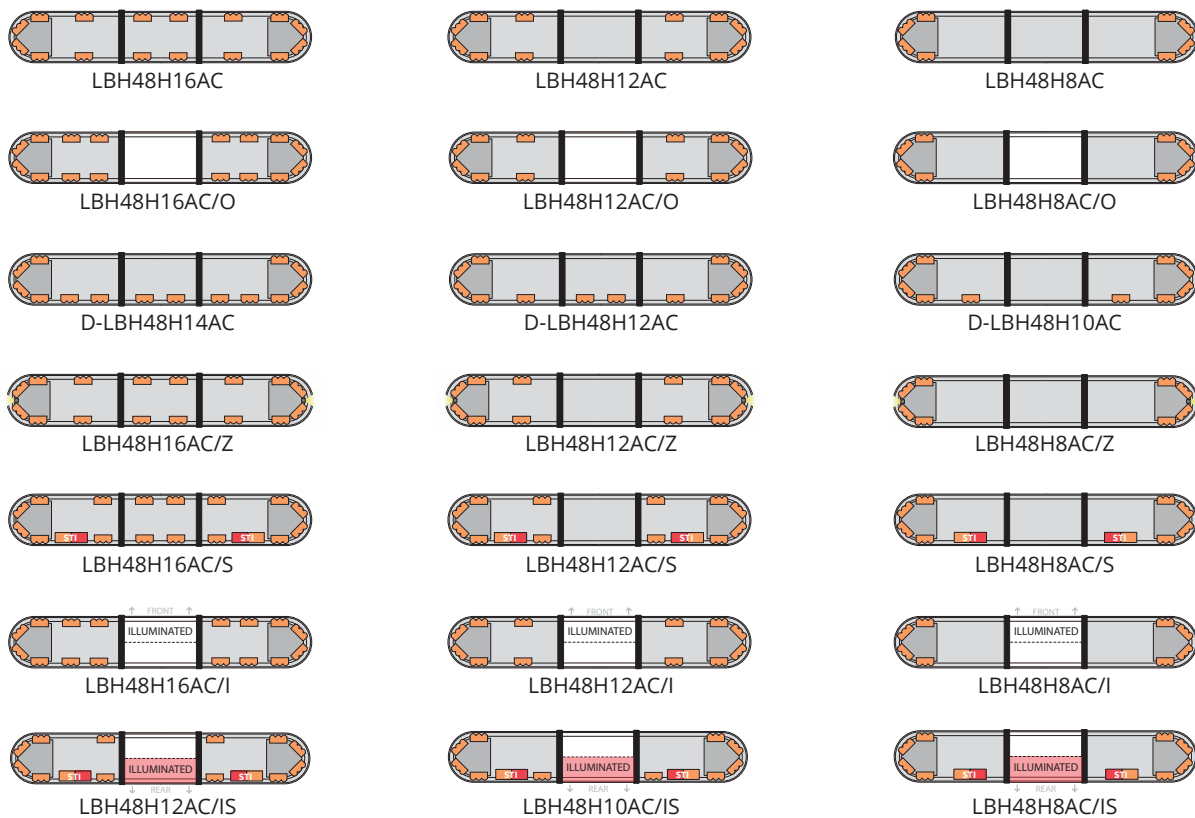 LBH48H16AC
LBH48H12AC
LBH48H8AC
LBH48H16AC/O
LBH48H12AC/O
LBH48H8AC/O
D-LBH48H14AC
D-LBH48H12AC
D-LBH48H10AC
LBH48H16AC/Z
LBH48H12AC/Z
LBH48H8AC/Z
STI
STI
STI
STI
STI
STI
LBH48H16AC/S
LBH48H12AC/S
LBH48H8AC/S
FRONT
FRONT
FRONT
ILLUMINATED
ILLUMINATED
ILLUMINATED
LBH48H16AC/I
LBH48H12AC/I
LBH48H8AC/I
STI
ILLUMINATED
STI
STI
ILLUMINATED
STI
STI
ILLUMINATED
STI
REAR
REAR
REAR
LBH48H12AC/IS
LBH48H10AC/IS
LBH48H8AC/IS